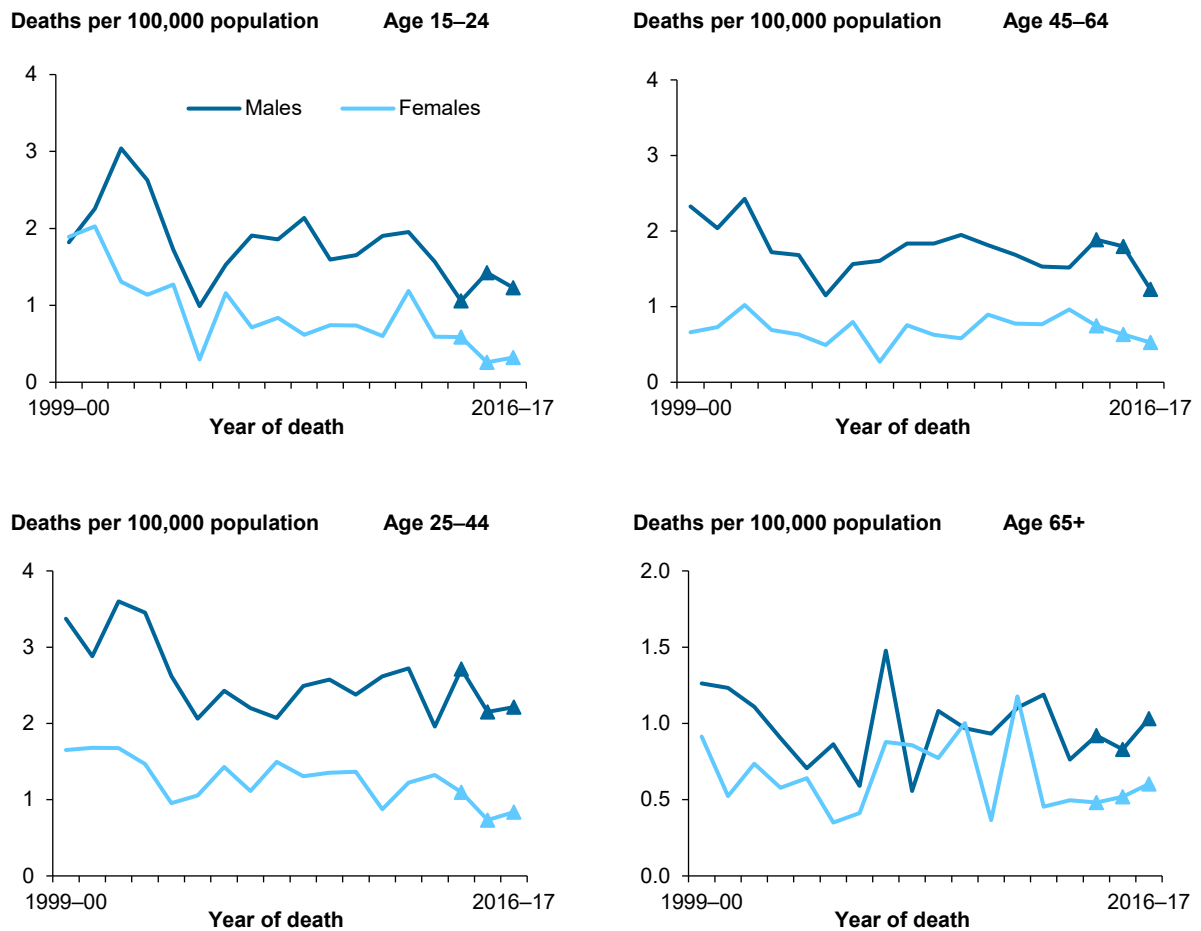 Deaths per 100,000 population Age 15–24
4
3
2
1
0
Males Females
1999–00 2016–17
Year of death
Deaths per 100,000 population Age 45–64
4
3
2
1
0
1999–00 2016–17
Year of death
Deaths per 100,000 population Age 25–44
4
3
2
1
0
1999–00 2016–17
Year of death
Deaths per 100,000 population Age 65+
2.0
1.5
1.0
0.5
0.0
1999–00 2016–17
Year of death